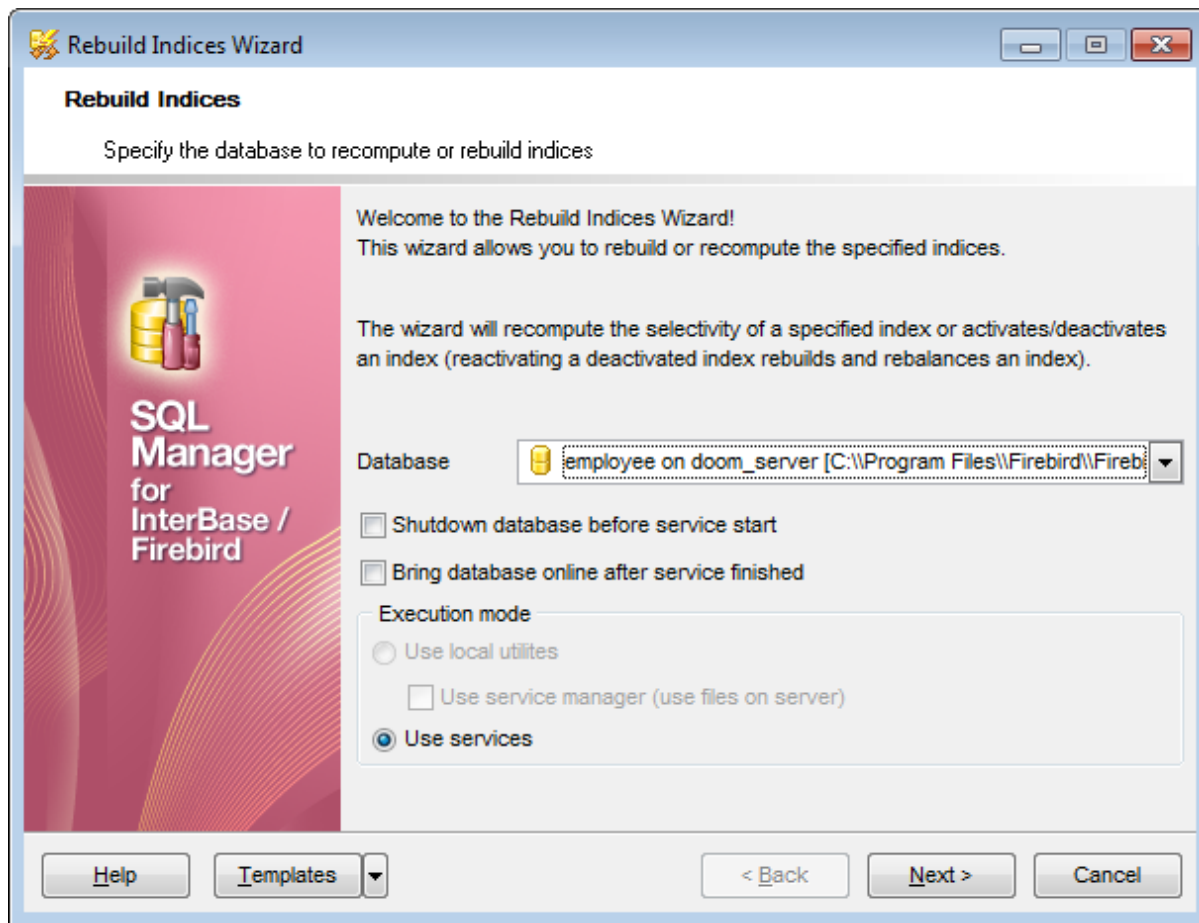 Rebuild Indices Wizard
Rebuild Indices
Specify the database to recompute or rebuild indices
Welcome to the Rebuild Indices Wizard!
This wizard allows you to rebuild or recompute the specified indices.
The wizard will recompute the selectivity of a specified index or activates/deactivates
an index (reactivating a deactivated index rebuilds and rebalances an index).
SQL
Manager
for
InterBase /
Firebird
Database
employee on doom_server [C:\\Program Files\\Firebird\\Firebi
Shutdown database before service start
Bring database online after service finished
Execution mode
Use local utilites
Use service manager (use files on server)
Use services
Help
Templates
< Back
Next >
Cancel